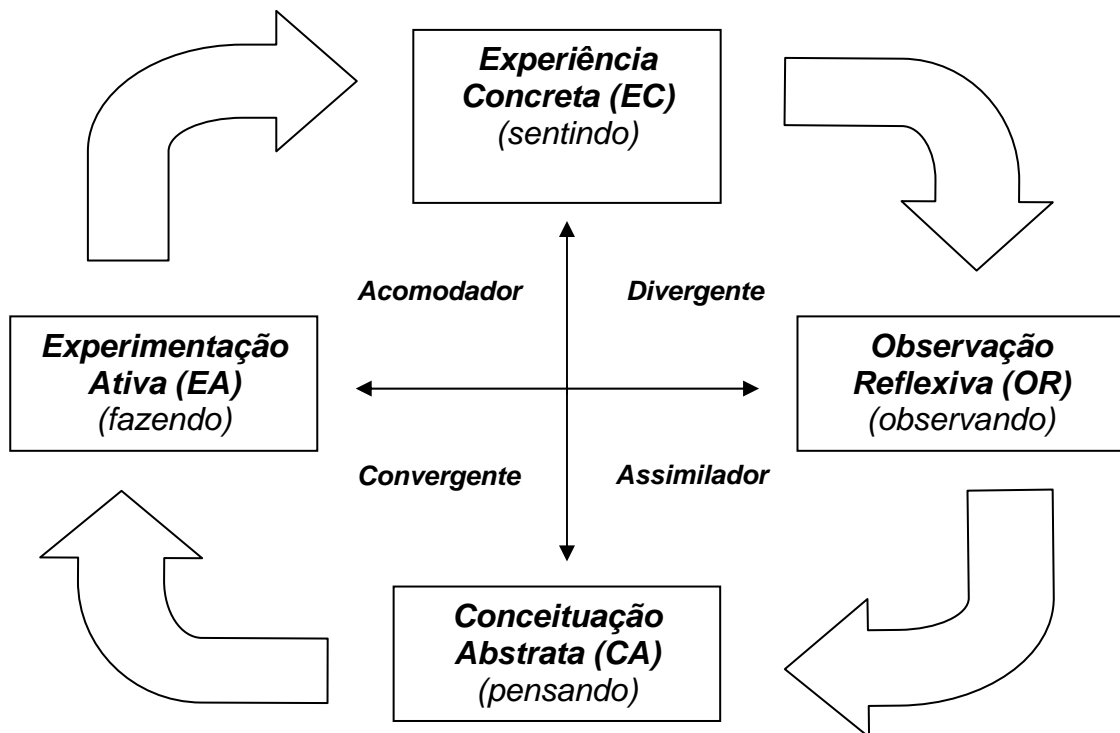 Experiência
Concreta (EC)
(sentindo)
Acomodador
Divergente
Experimentação
Ativa (EA)
(fazendo)
Observação
Reflexiva (OR)
(observando)
Convergente
Assimilador
Conceituação
Abstrata (CA)
(pensando)